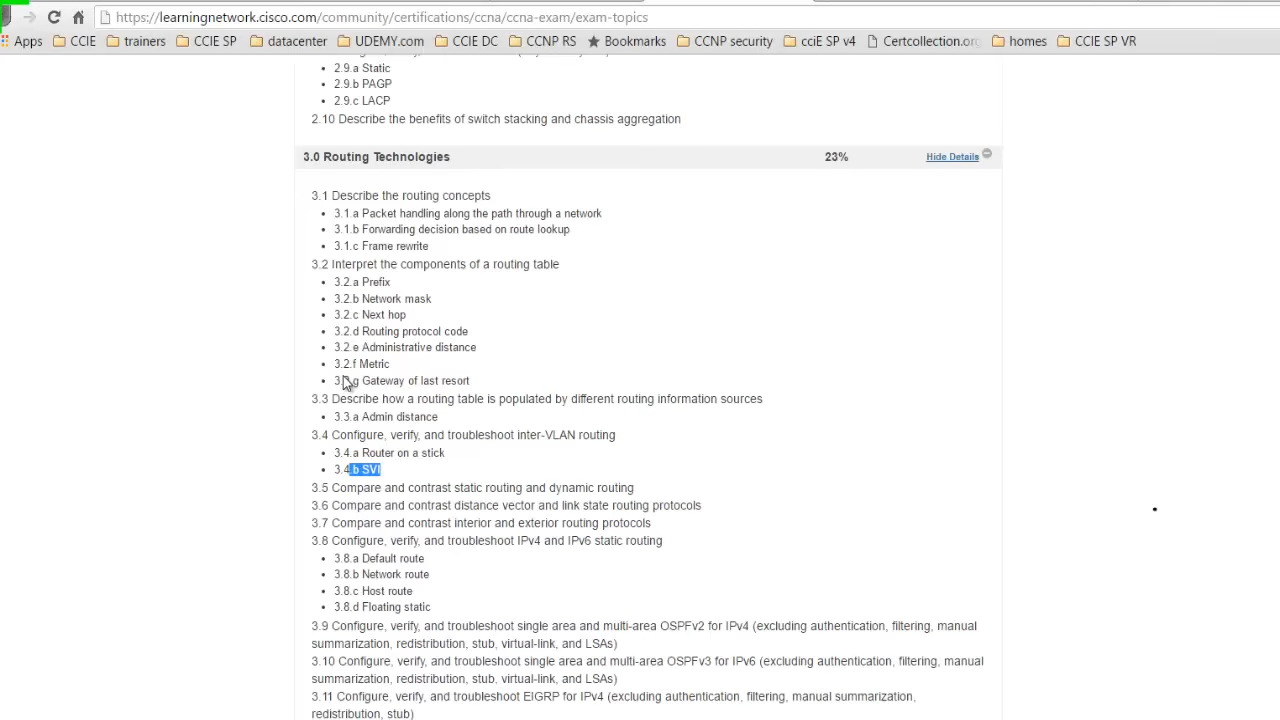 https://learningnetwork.cisco.com/community/certifications/ccna/ccna-exam/exam-topics
Apps CCIE trainers CCIE SP datacenter UDEMY.com CCIE DC CCNP RS Bookmarks CCNP security cciE SP v4 Certcollection.org homes CCIE SP VR
2.9.a Static
2.9.b PAGP
2.9.c LACP
2.10 Describe the benefits of switch stacking and chassis aggregation
3.0 Routing Technologies 23% Hide Details
3.1 Describe the routing concepts
3.1.a Packet handling along the path through a network
3.1.b Forwarding decision based on route lookup
3.1.c Frame rewrite
3.2 Interpret the components of a routing table
3.2.a Prefix
3.2.b Network mask
3.2.c Next hop
3.2.d Routing protocol code
3.2.e Administrative distance
3.2.f Metric
3.2.g Gateway of last resort
3.3 Describe how a routing table is populated by different routing information sources
3.3.a Admin distance
3.4 Configure, verify, and troubleshoot inter-VLAN routing
3.4.a Router on a stick
3.4.b SVI
3.5 Compare and contrast static routing and dynamic routing
3.6 Compare and contrast distance vector and link state routing protocols
3.7 Compare and contrast interior and exterior routing protocols
3.8 Configure, verify, and troubleshoot IPv4 and IPv6 static routing
3.8.a Default route
3.8.b Network route
3.8.c Host route
3.8.d Floating static
3.9 Configure, verify, and troubleshoot single area and multi-area OSPFv2 for IPv4 (excluding authentication, filtering, manual
summarization, redistribution, stub, virtual-link, and LSAs)
3.10 Configure, verify, and troubleshoot single area and multi-area OSPFv3 for IPv6 (excluding authentication, filtering, manual
summarization, redistribution, stub, virtual-link, and LSAs)
3.11 Configure, verify, and troubleshoot EIGRP for IPv4 (excluding authentication, filtering, manual summarization,
redistribution, stub)